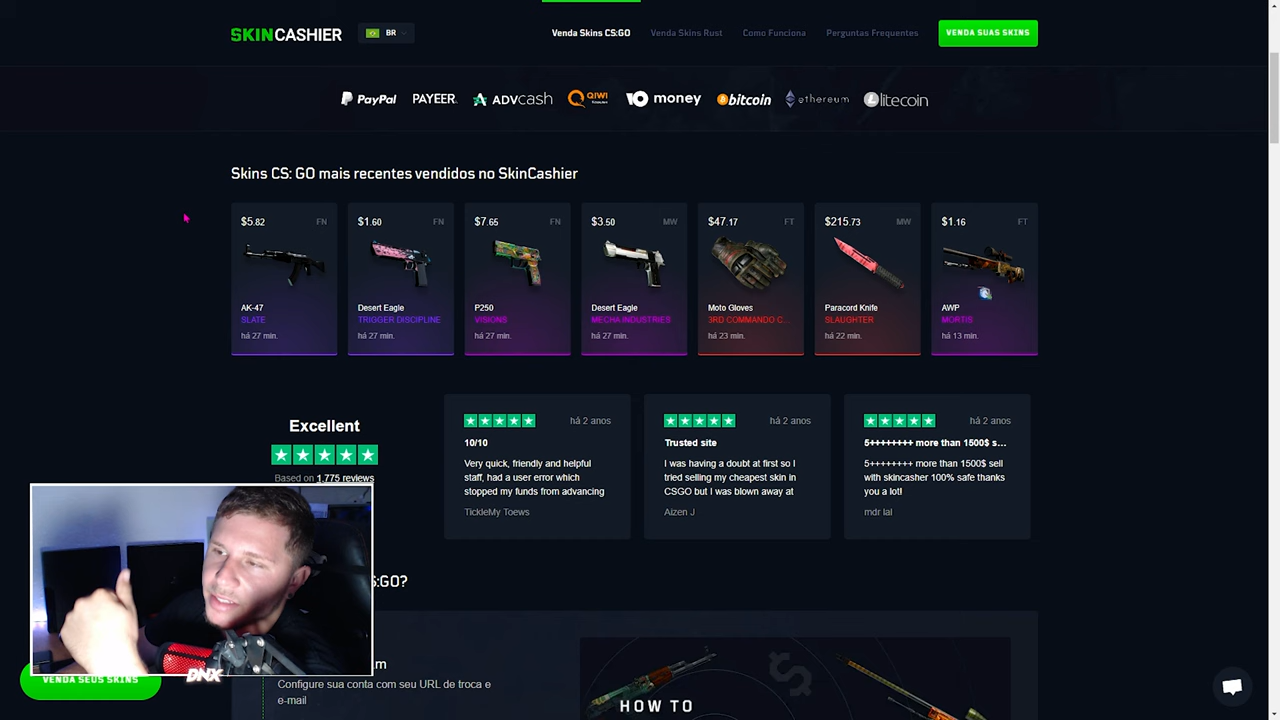 SKINCASHIER
BR
Venda Skins CS:GO
Venda Skins Rust
Como Funciona
Perguntas Frequentes
VENDA SUAS SKINS
PayPal
PAYEER
ADVcash
QIWI
money
bitcoin
ethereum
litecoin
Skins CS: GO mais recentes vendidos no SkinCashier
$5.82 FN
AK-47
SLATE
há 27 min.
$1.60 FN
Desert Eagle
TRIGGER DISCIPLINE
há 27 min.
$7.65 FN
P250
VISIONS
há 27 min.
$3.50 MW
Desert Eagle
MECHA INDUSTRIES
há 27 min.
$47.17 FT
Moto Gloves
3RD COMMANDO C...
há 23 min.
$215.73 MW
Paracord Knife
SLAUGHTER
há 22 min.
$1.16 FT
AWP
MORTIS
há 13 min.
Excellent
Based on 1,775 reviews
há 2 anos
10/10
Very quick, friendly and helpful
staff, had a user error which
stopped my funds from advancing
TickleMy Toews
há 2 anos
Trusted site
I was having a doubt at first so I
tried selling my cheapest skin in
CSGO but I was blown away at
Aizen J
há 2 anos
5++++++++ more than 1500$ s...
5++++++++ more than 1500$ sell
with skincasher 100% safe thanks
you a lot!
mdr lal
CS:GO?
Configure sua conta com seu URL de troca e
e-mail
HOW TO
VENDA SEUS SKINS
DNX